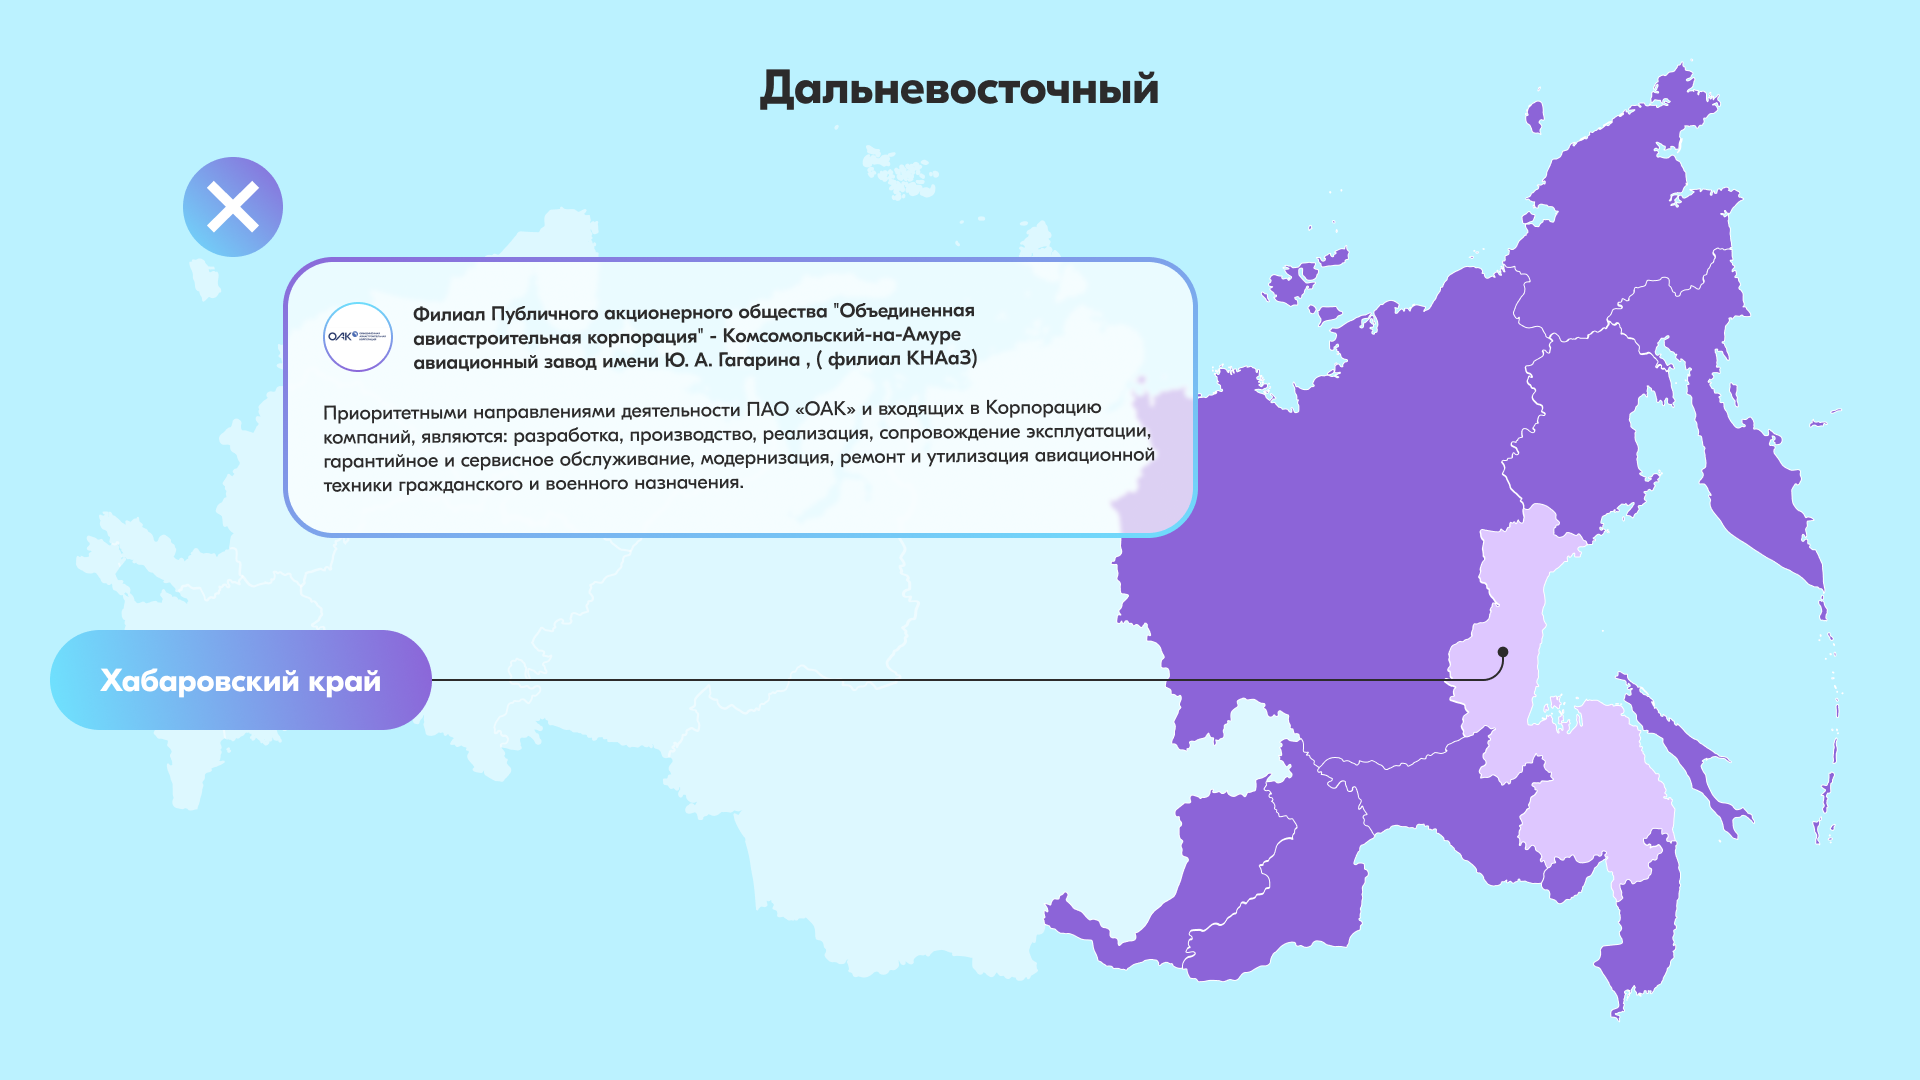 Дальневосточный
Филиал Публичного акционерного общества "Объединенная
авиастроительная корпорация" - Комсомольский-на-Амуре
авиационный завод имени Ю. А. Гагарина , ( филиал КНАаЗ)
ОАК
Приоритетными направлениями деятельности ПАО «ОАК» и входящих в Корпорацию
компаний, являются: разработка, производство, реализация, сопровождение эксплуатации,
гарантийное и сервисное обслуживание, модернизация, ремонт и утилизация авиационной
техники гражданского и военного назначения.
Хабаровский край